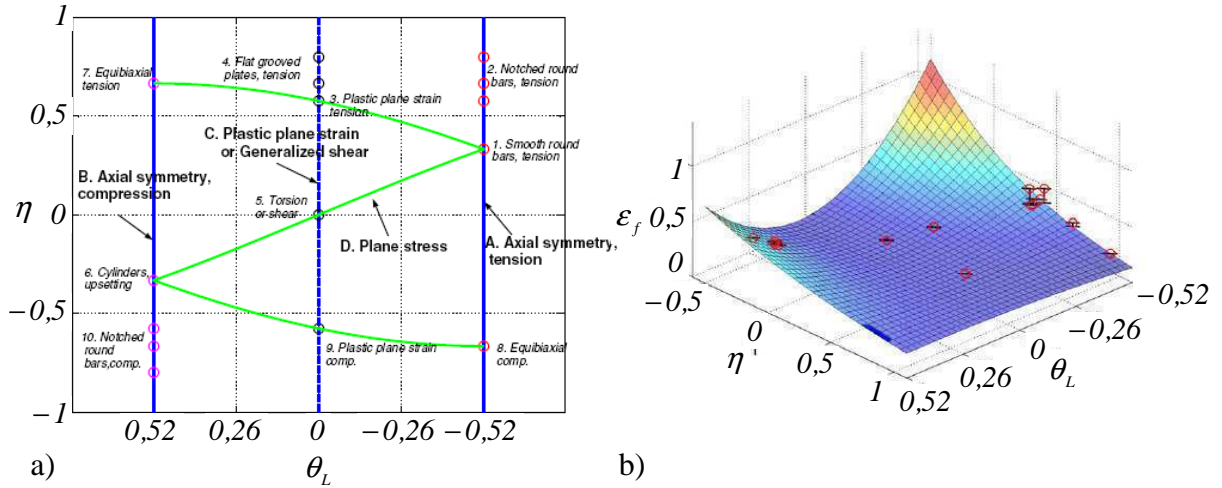 1
0,5
η
0
−0,5
−1
0,52
0,26
0
−0,26
−0,52
θL
a)
7. Equibiaxial
tension
4. Flat grooved
plates, tension
2. Notched round
bars, tension
3. Plastic plane strain
tension
C. Plastic plane strain
or Generalized shear
1. Smooth round
bars, tension
B. Axial symmetry,
compression
5. Torsion
or shear
D. Plane stress
A. Axial symmetry,
tension
6. Cylinders,
upsetting
10. Notched
round
bars,comp.
9. Plastic plane strain
comp.
8. Equibiaxial
comp.
1
εf 0,5
0
−0,5
0
η
0,5
1
0,52
0,26
0
θL
−0,26
−0,52
b)